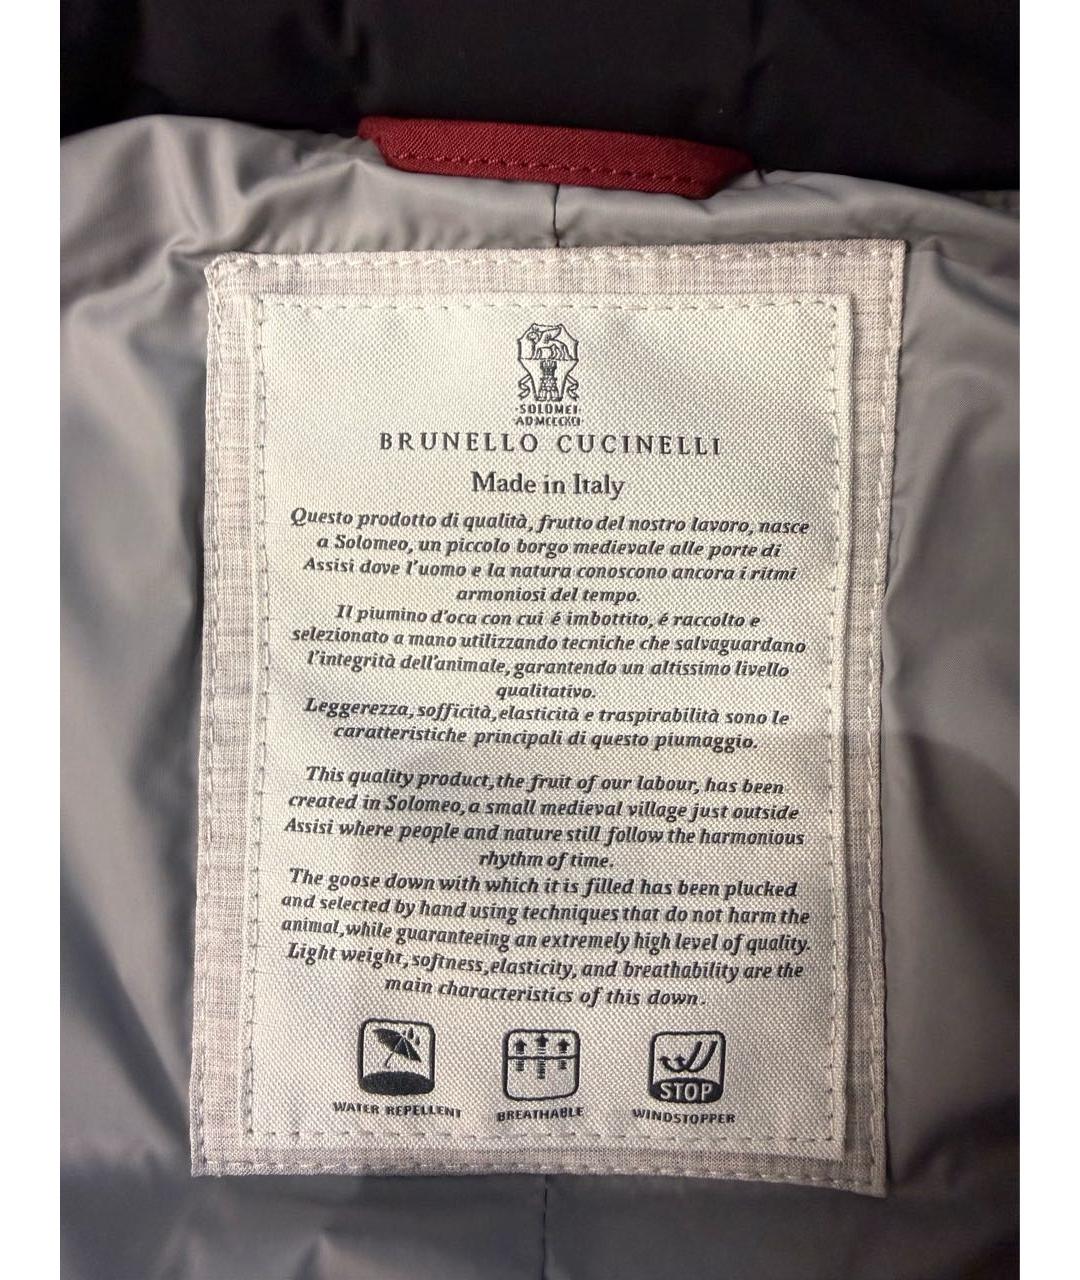 ·SOLOMEI·
BRUNELLO CUCINELLI
Made in Italy
Questo prodotto di qualità, frutto del nostro lavoro, nasce
a Solomeo, un piccolo borgo medievale alle porte di
Assisi dove l'uomo e la natura conoscono ancora i ritmi
armoniosi del tempo.
Il piumino d'oca con cui é imbottito, é raccolto e
selezionato a mano utilizzando tecniche che salvaguardano
l'integrità dell'animale, garantendo un altissimo livello
qualitativo.
Leggerezza, sofficità, elasticità e traspirabilità sono le
caratteristiche principali di questo piumaggio.
This quality product, the fruit of our labour, has been
created in Solomeo, a small medieval village just outside
Assisi where people and nature still follow the harmonious
rhythm of time.
The goose down with which it is filled has been plucked
and selected by hand using techniques that do not harm the
animal, while guaranteeing an extremely high level of quality.
Light weight, softness, elasticity, and breathability are the
main characteristics of this down.
STOP
WATER REPELLENT BREATHABLE WINDSTOPPER